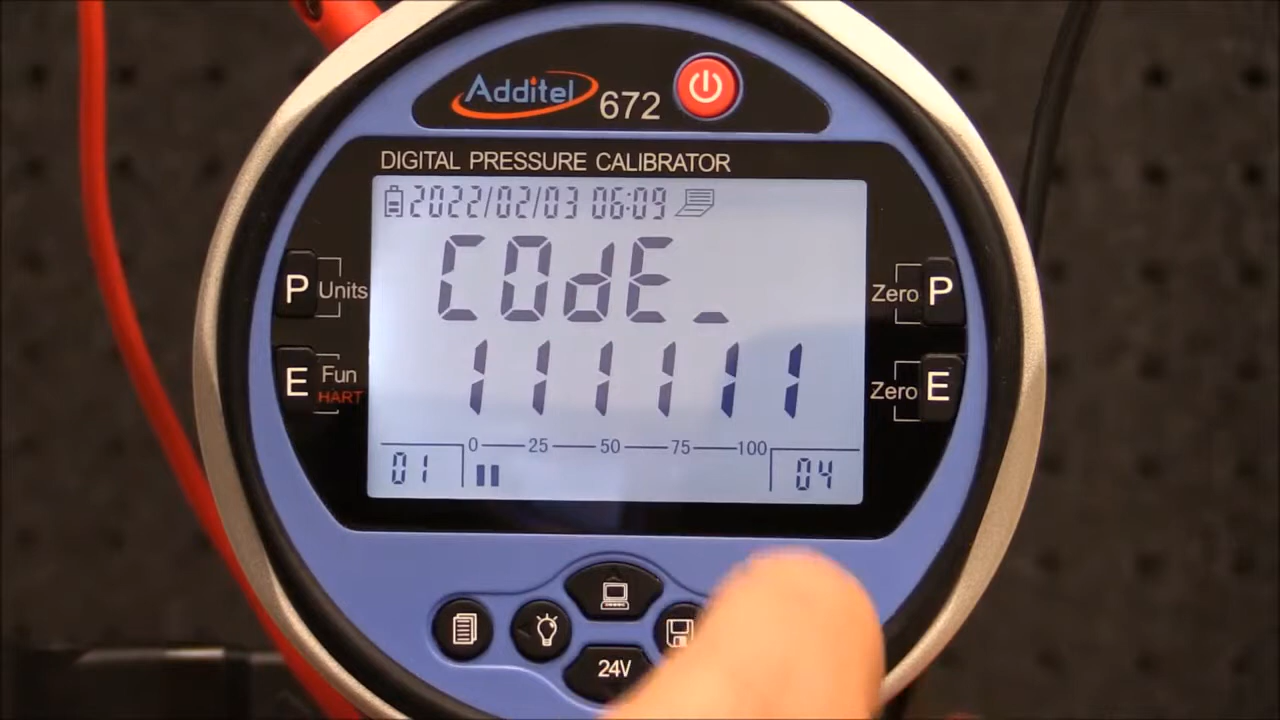 Additel 672
DIGITAL PRESSURE CALIBRATOR
2022/02/03 06:09
COdE_
111111
P Units
Zero P
E Fun
HART
Zero E
0 25 50 75 100
01
04
24V